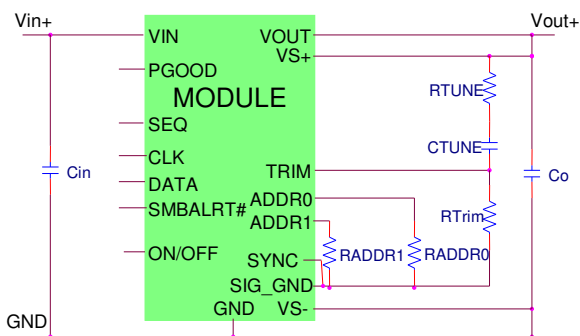 Vin+
Vout+
VIN
VOUT
VS+
PGOOD
RTUNE
MODULE
SEQ
CTUNE
CLK
TRIM
Cin
Co
DATA
ADDR0
SMBALRT#
ADDR1
RTrim
ON/OFF
SYNC
RADDR1
RADDR0
SIG_GND
GND
VS-
GND